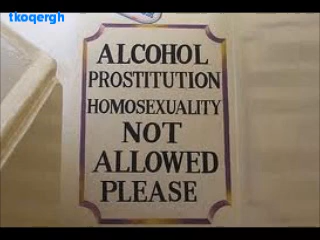 tkoqergh
ALCOHOL
PROSTITUTION
HOMOSEXUALITY
NOT
ALLOWED
PLEASE